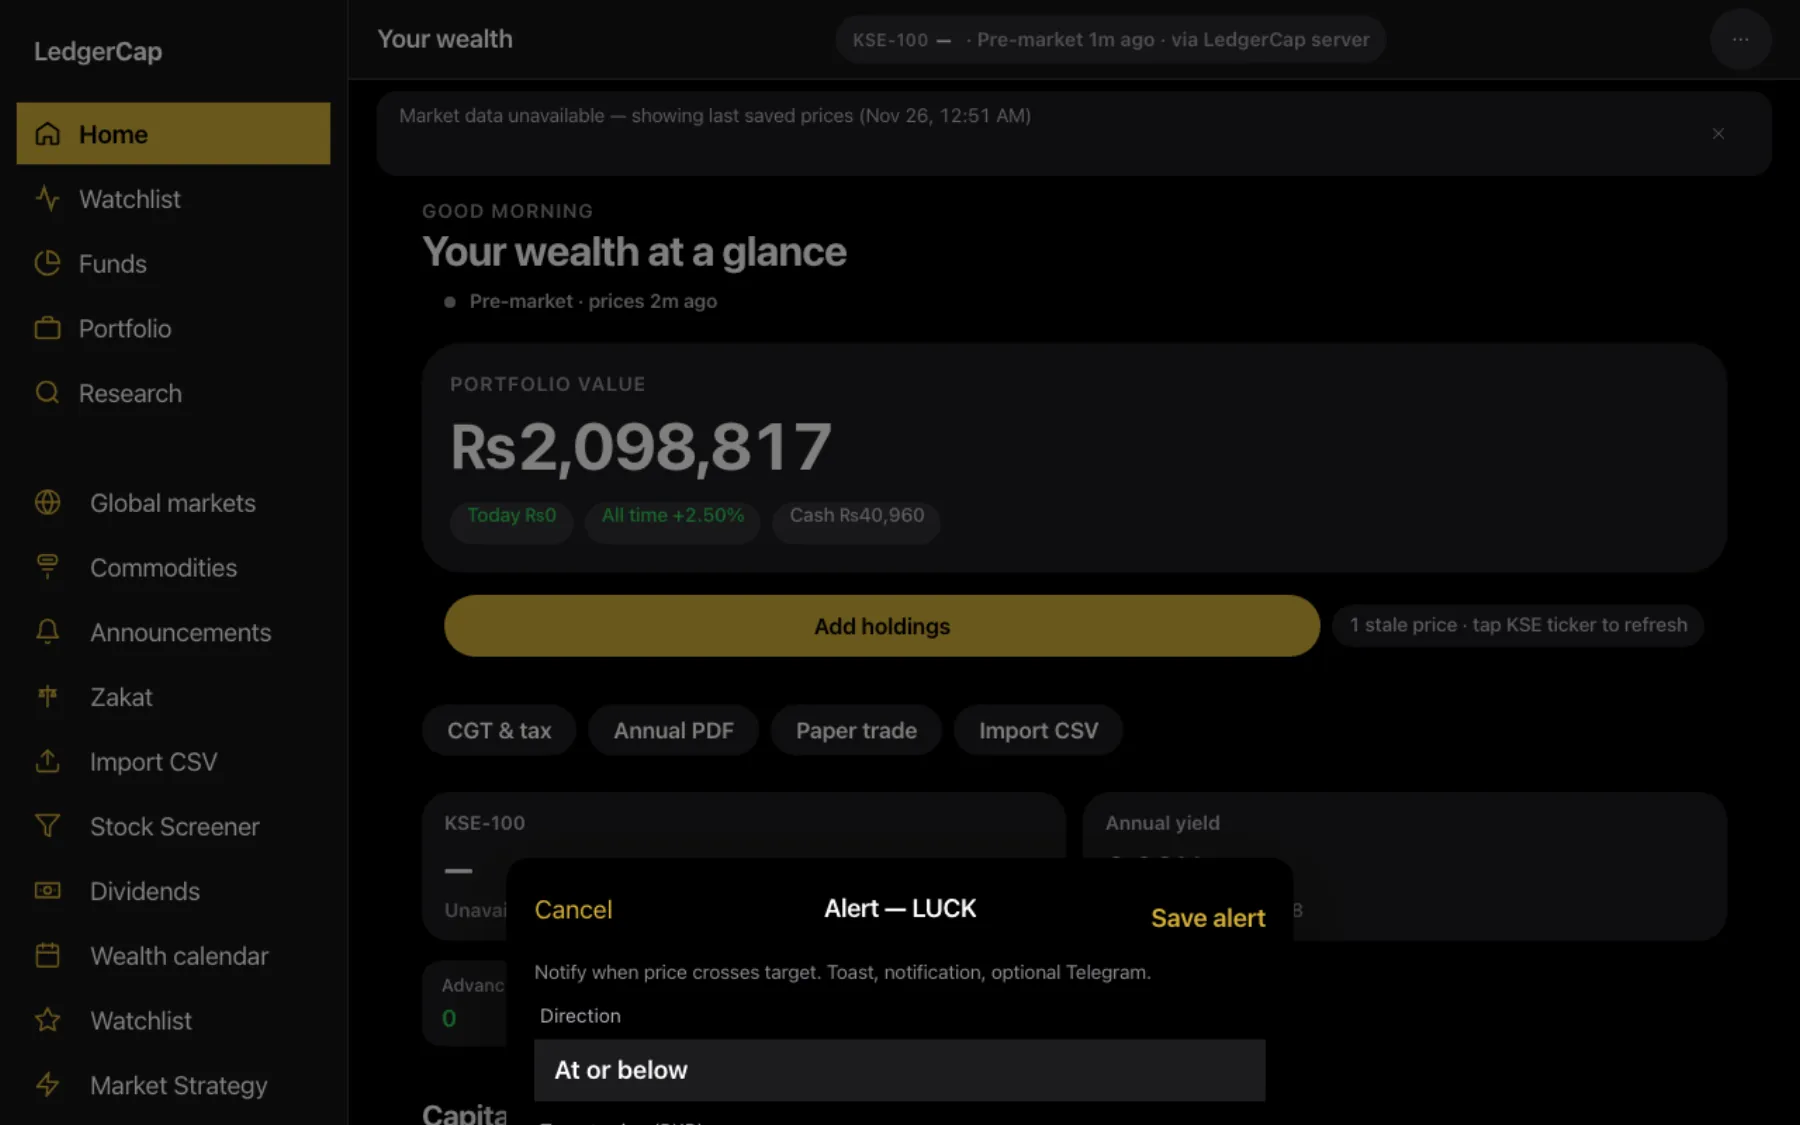 LedgerCap
Home
Watchlist
Funds
Portfolio
Research
Global markets
Commodities
Announcements
Zakat
Import CSV
Stock Screener
Dividends
Wealth calendar
Watchlist
Market Strategy
Your wealth
KSE-100 — · Pre-market 1m ago · via LedgerCap server
...
Market data unavailable — showing last saved prices (Nov 26, 12:51 AM)
GOOD MORNING
Your wealth at a glance
Pre-market · prices 2m ago
PORTFOLIO VALUE
Rs2,098,817
Today Rs0 All time +2.50% Cash Rs40,960
Add holdings
1 stale price · tap KSE ticker to refresh
CGT & tax Annual PDF Paper trade Import CSV
KSE-100
—
Unavai
Annual yield
8
Advanc
0
Capita
Cancel
Alert — LUCK
Save alert
Notify when price crosses target. Toast, notification, optional Telegram.
Direction
At or below